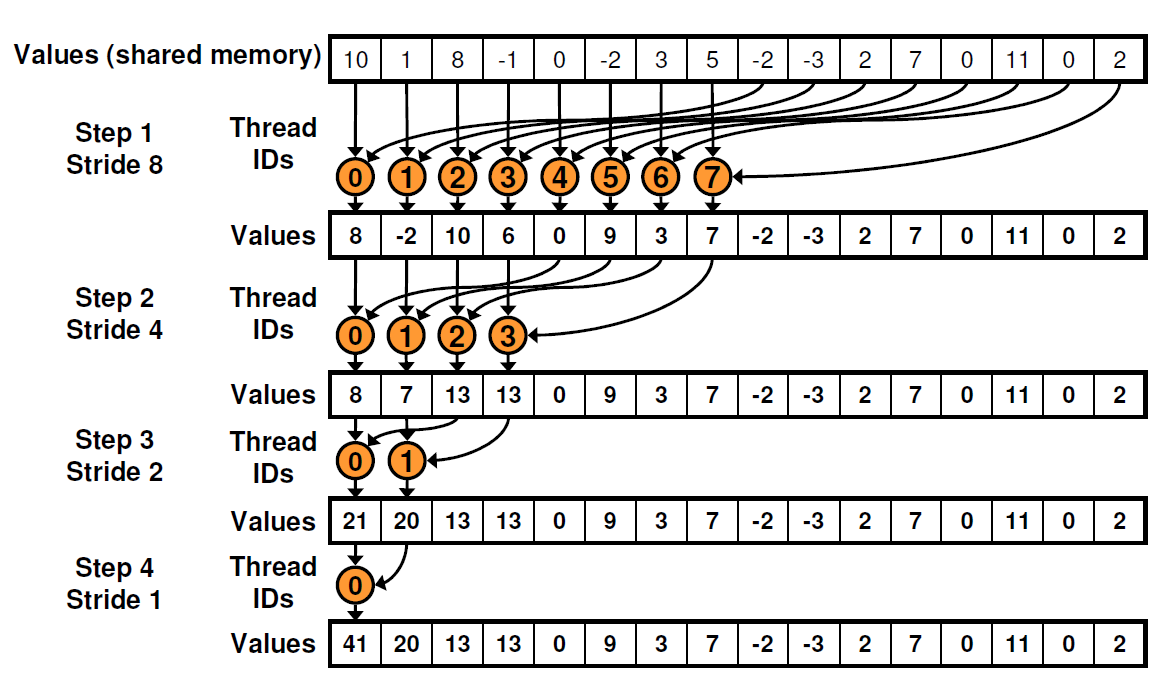 Values (shared memory) 10 1 8 -1 0 -2 3 5 -2 -3 2 7 0 11 0 2
Step 1
Stride 8
Thread
IDs
0 1 2 3 4 5 6 7
Values 8 -2 10 6 0 9 3 7 -2 -3 2 7 0 11 0 2
Step 2
Stride 4
Thread
IDs
0 1 2 3
Values 8 7 13 13 0 9 3 7 -2 -3 2 7 0 11 0 2
Step 3
Stride 2
Thread
IDs
0 1
Values 21 20 13 13 0 9 3 7 -2 -3 2 7 0 11 0 2
Step 4
Stride 1
Thread
IDs
0
Values 41 20 13 13 0 9 3 7 -2 -3 2 7 0 11 0 2